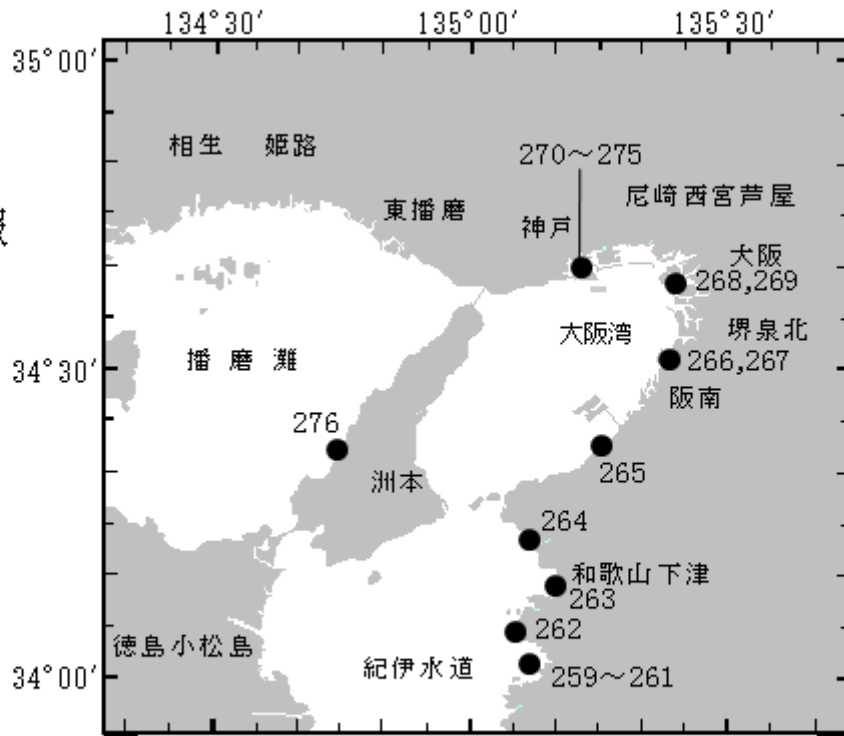 134°30′ 135°00′ 135°30′
35°00′
相生 姫路
270～275
尼崎西宮芦屋
東播磨
神戸
大阪
268,269
大阪湾
堺泉北
播磨灘
34°30′
266,267
阪南
276
265
洲本
264
和歌山下津
263
262
徳島小松島
紀伊水道
34°00′
259～261